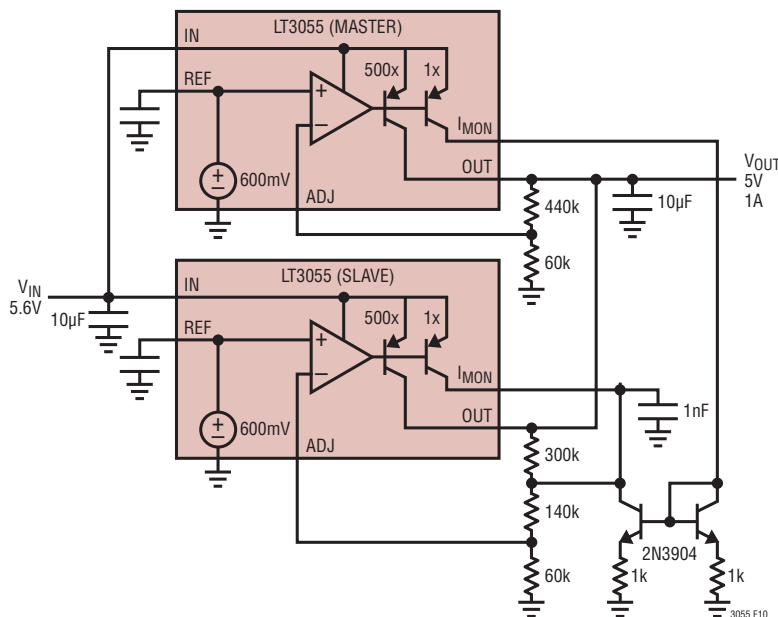 LT3055 (MASTER)
IN
500x
1x
REF
+
–
IMON
OUT
VOUT
5V
1A
+
–
600mV
ADJ
440k
10µF
60k
LT3055 (SLAVE)
VIN
5.6V
IN
10µF
500x
1x
REF
+
–
IMON
OUT
1nF
+
–
600mV
ADJ
300k
140k
2N3904
60k
1k
1k
3055 F10